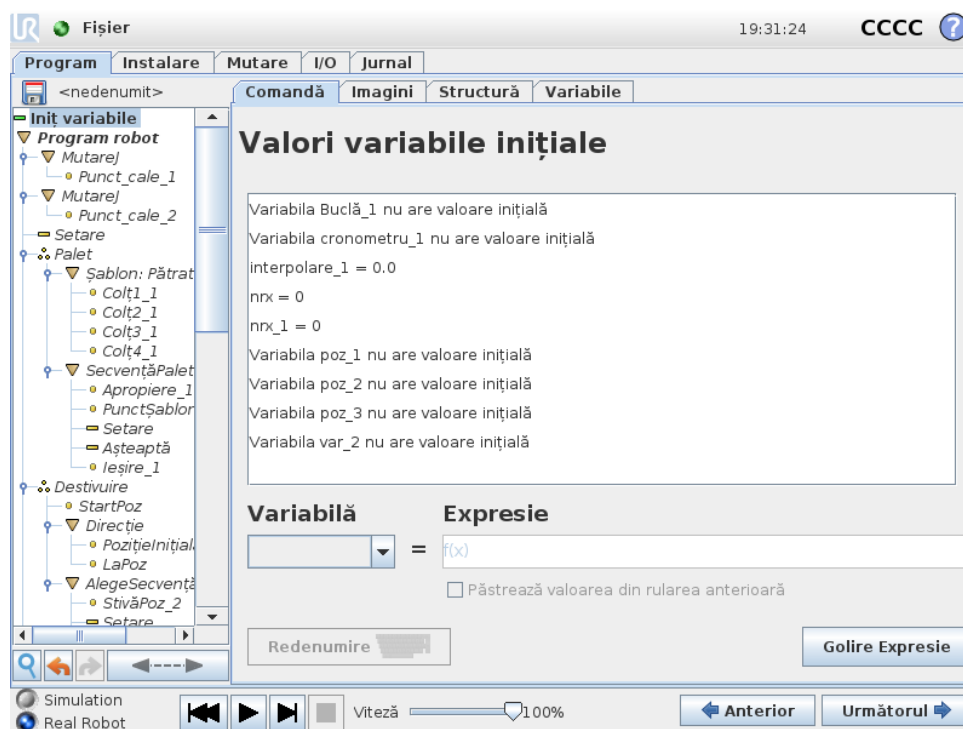 UR Fișier 19:31:24 CCCC ?
Program Instalare Mutare I/O Jurnal
<nedenumit> Comandă Imagini Structură Variabile
Iniț variabile
Program robot
MutareJ
Punct_cale_1
MutareJ
Punct_cale_2
Setare
Palet
Șablon: Pătrat
Colț1_1
Colț2_1
Colț3_1
Colț4_1
SecvențăPalet
Apropiere_1
PunctȘablon
Setare
Așteaptă
Ieșire_1
Destivuire
StartPoz
Direcție
PozițieInițial
LaPoz
AlegeSecvență
StivăPoz_2
Setare
Valori variabile inițiale
Variabila Buclă_1 nu are valoare inițială
Variabila cronometru_1 nu are valoare inițială
interpolare_1 = 0.0
nrx = 0
nrx_1 = 0
Variabila poz_1 nu are valoare inițială
Variabila poz_2 nu are valoare inițială
Variabila poz_3 nu are valoare inițială
Variabila var_2 nu are valoare inițială
Variabilă Expresie
= f(x)
Păstrează valoarea din rularea anterioară
Redenumire Golire Expresie
Simulation
Real Robot
Viteză 100% Anterior Următorul